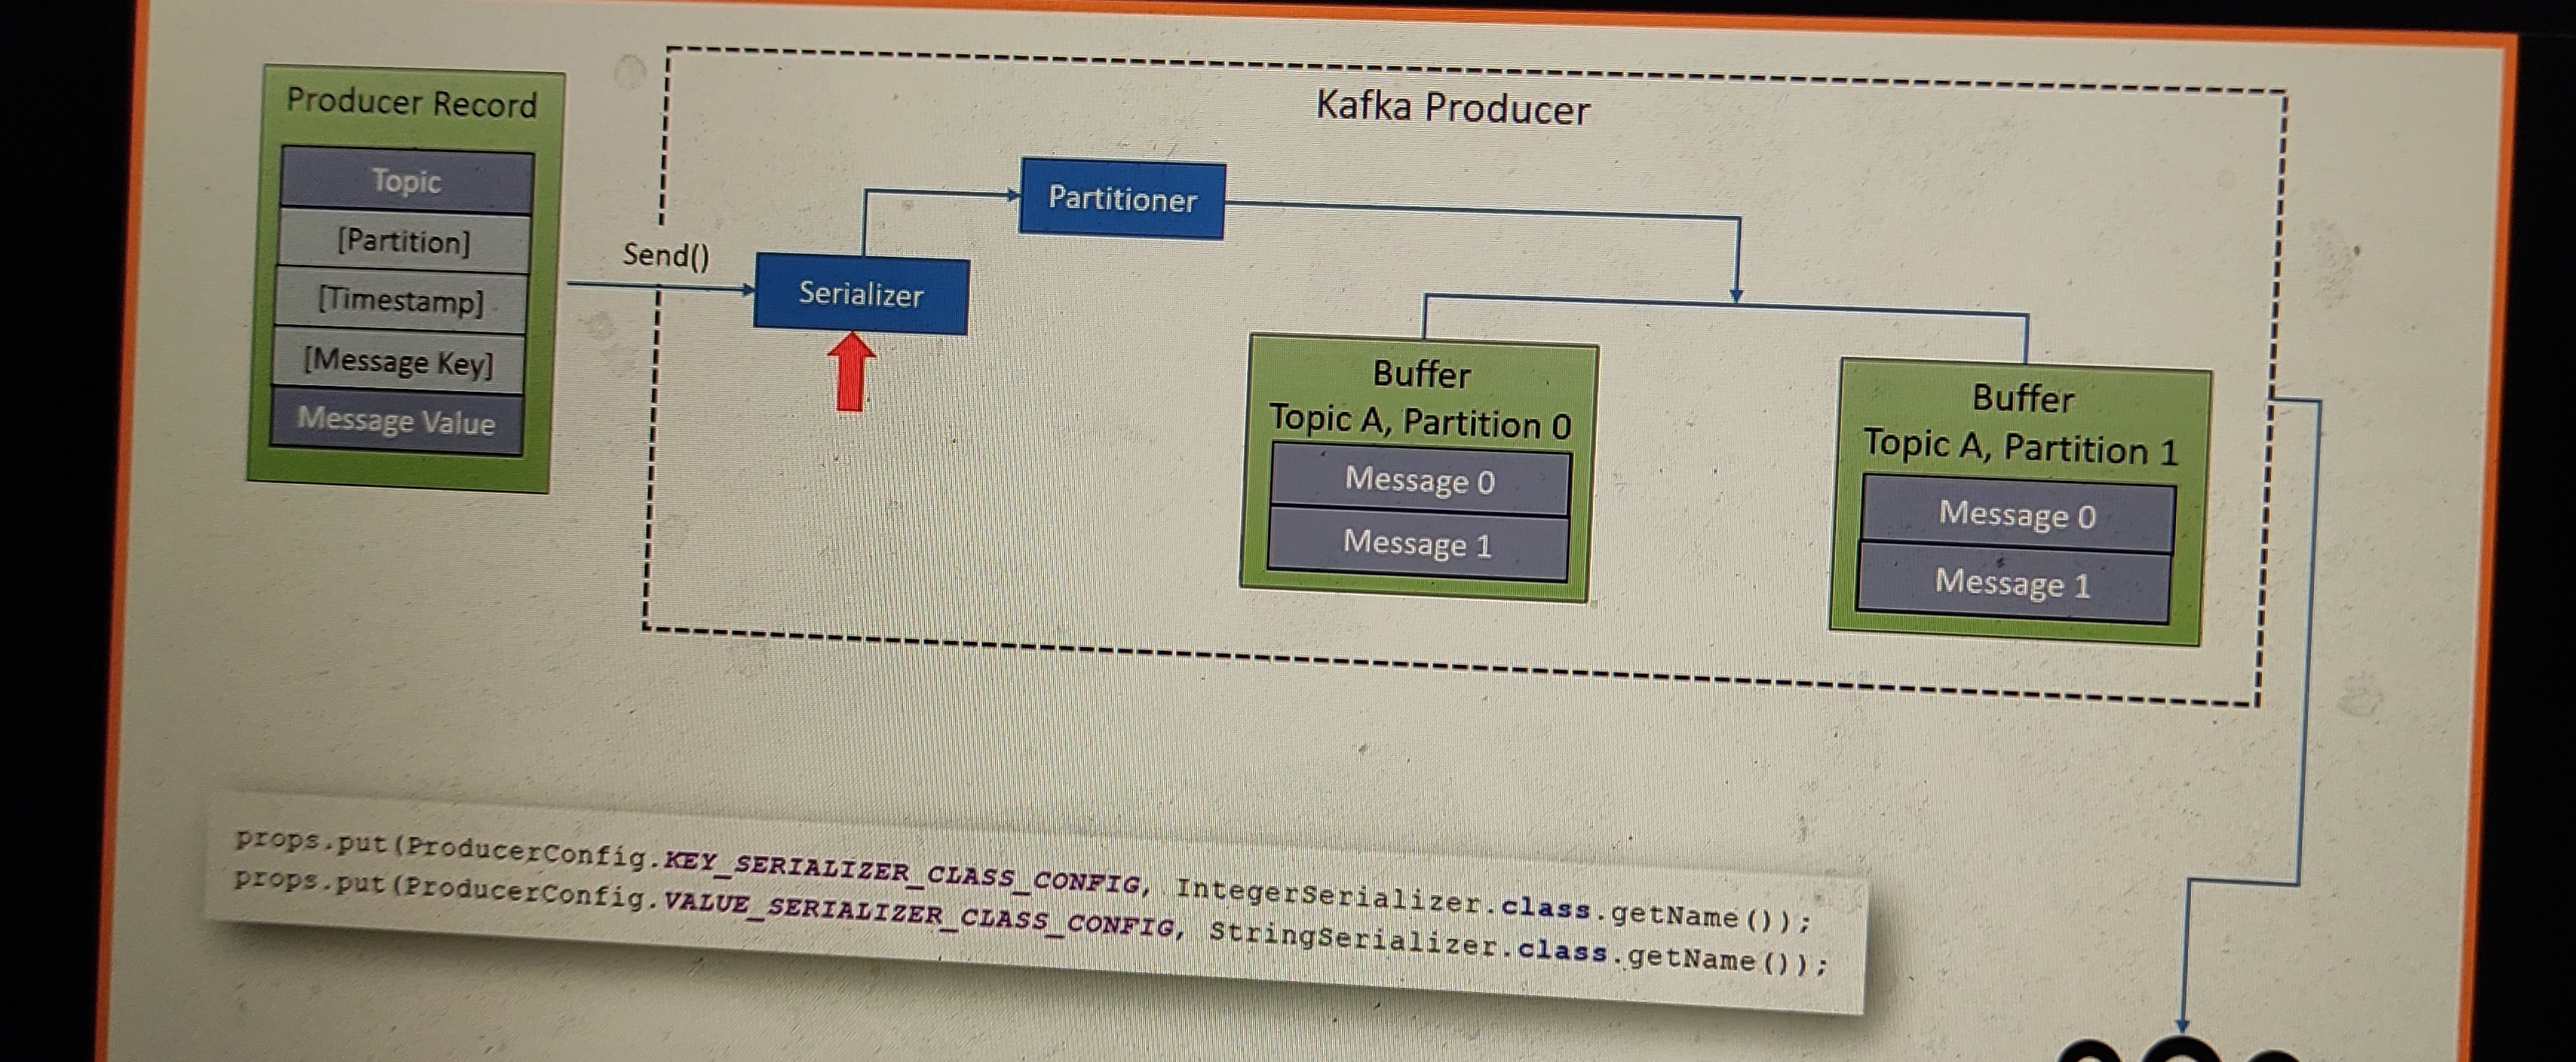 Producer Record
Topic
[Partition]
[Timestamp]
[Message Key]
Message Value
Send()
Kafka Producer
Serializer
Partitioner
Buffer
Topic A, Partition 0
Message 0
Message 1
Buffer
Topic A, Partition 1
Message 0
Message 1
props.put(ProducerConfig.KEY_SERIALIZER_CLASS_CONFIG, IntegerSerializer.class.getName());
props.put(ProducerConfig.VALUE_SERIALIZER_CLASS_CONFIG, StringSerializer.class.getName());